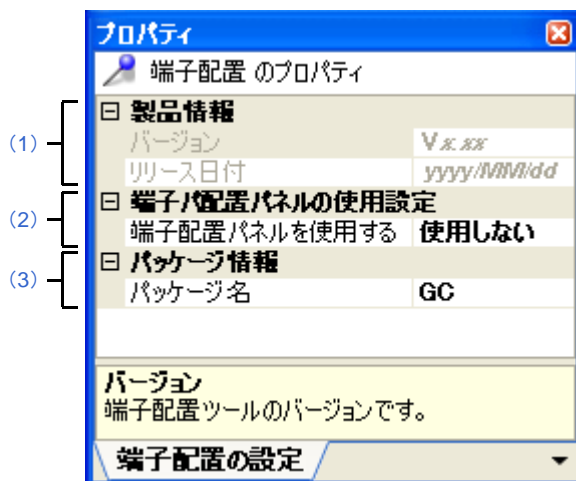 プロパティ
端子配置 のプロパティ
(1)
製品情報
バージョン Vx.xx
リリース日付 yyyy/MM/dd
(2)
端子パ配置パネルの使用設定
端子配置パネルを使用する 使用しない
(3)
パッケージ情報
パッケージ名 GC
バージョン
端子配置ツールのバージョンです。
端子配置の設定